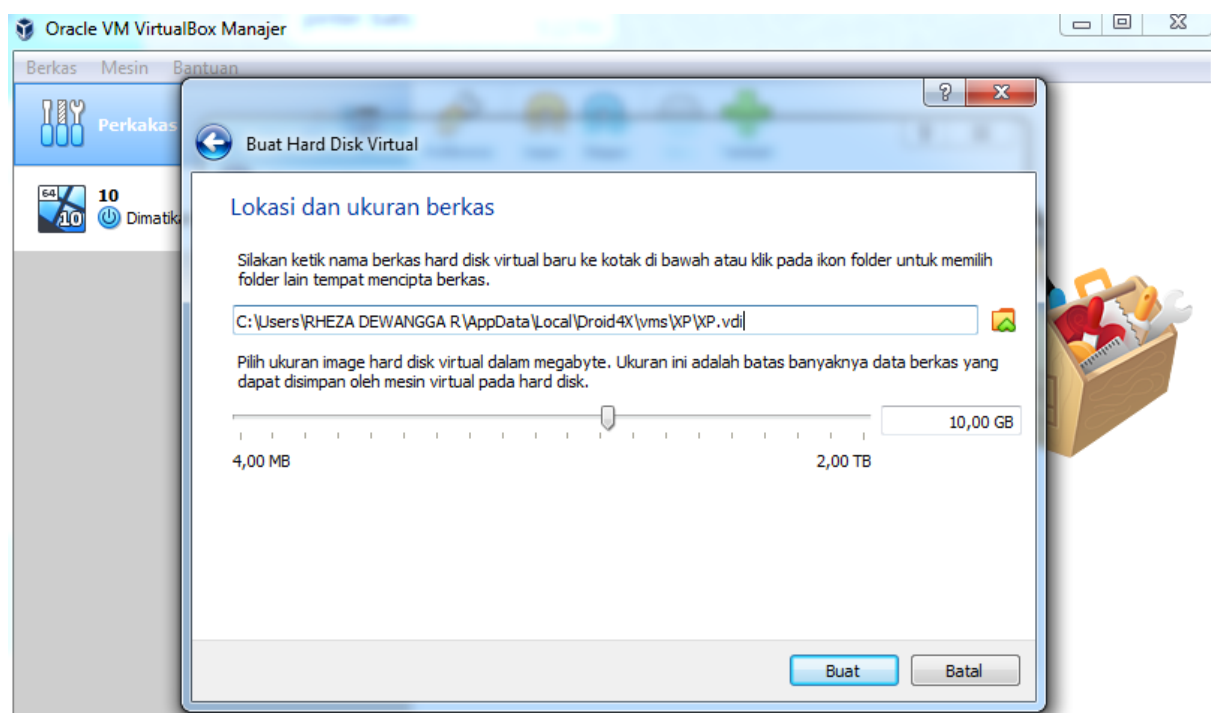 Oracle VM VirtualBox Manajer
Berkas Mesin Bantuan
Perkakas
Buat Hard Disk Virtual
64
10
10
Dimatika
Lokasi dan ukuran berkas
Silakan ketik nama berkas hard disk virtual baru ke kotak di bawah atau klik pada ikon folder untuk memilih
folder lain tempat mencipta berkas.
C:\Users\RHEZA DEWANGGA R\AppData\Local\Droid4X\vms\XP\XP.vdi
Pilih ukuran image hard disk virtual dalam megabyte. Ukuran ini adalah batas banyaknya data berkas yang
dapat disimpan oleh mesin virtual pada hard disk.
10,00 GB
4,00 MB 2,00 TB
Buat Batal